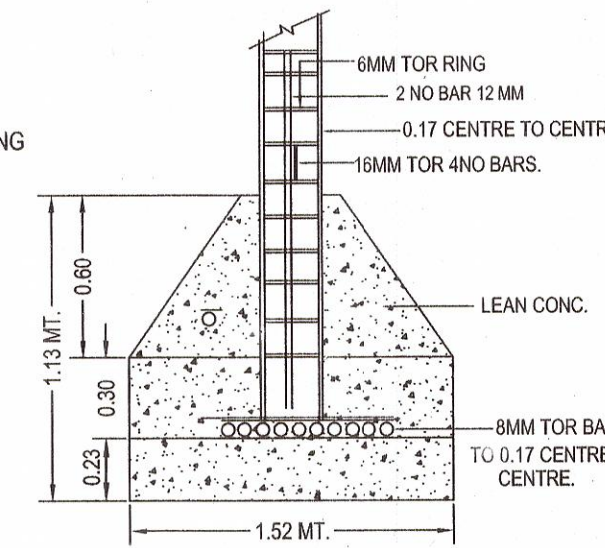 6MM TOR RING
2 NO BAR 12 MM
NG
0.17 CENTRE TO CENTR
16MM TOR 4NO BARS.
0.60
LEAN CONC.
1.13 MT.
0.30
8MM TOR BA
TO 0.17 CENTRE
CENTRE.
0.23
1.52 MT.